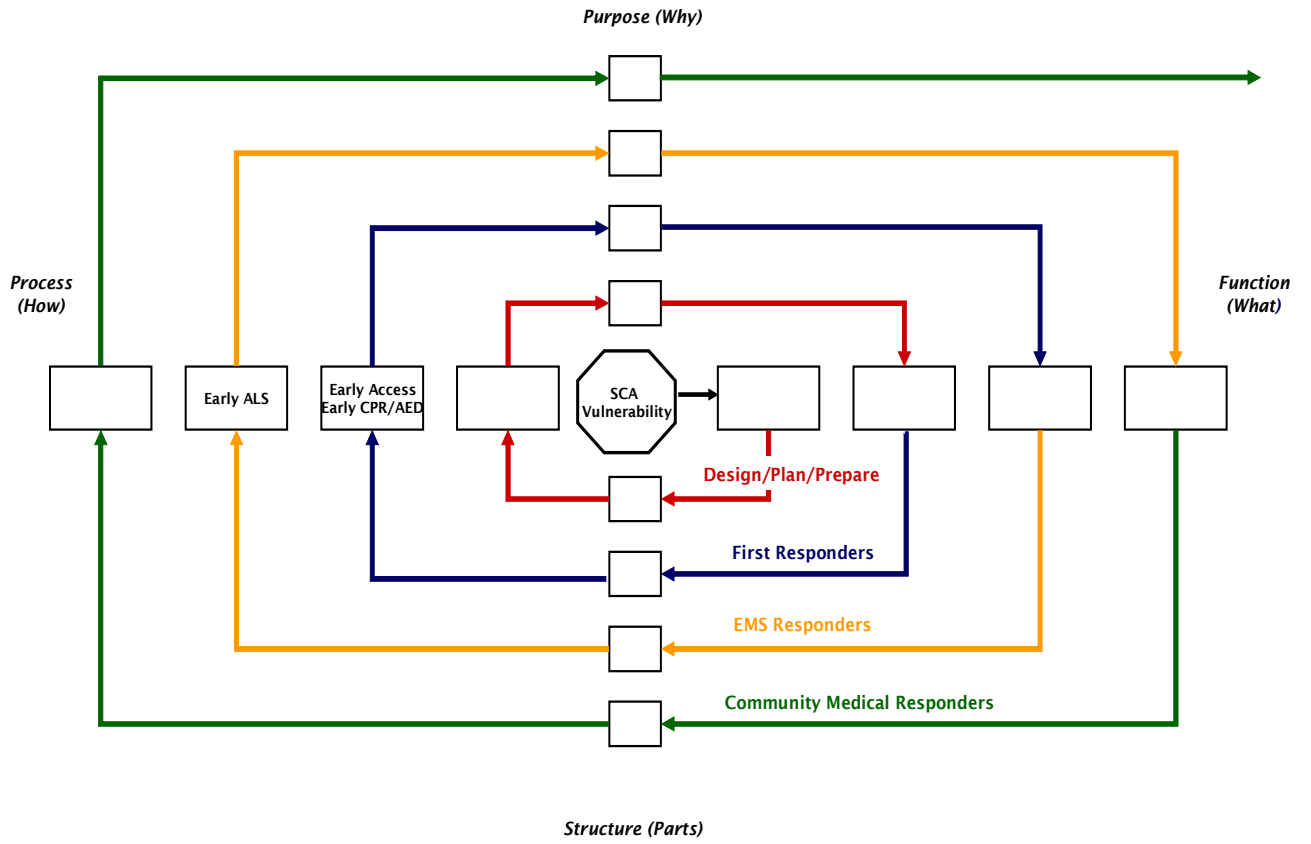 Purpose (Why)
Process
(How)
Function
(What)
Early ALS
Early Access
Early CPR/AED
SCA
Vulnerability
Design/Plan/Prepare
First Responders
EMS Responders
Community Medical Responders
Structure (Parts)